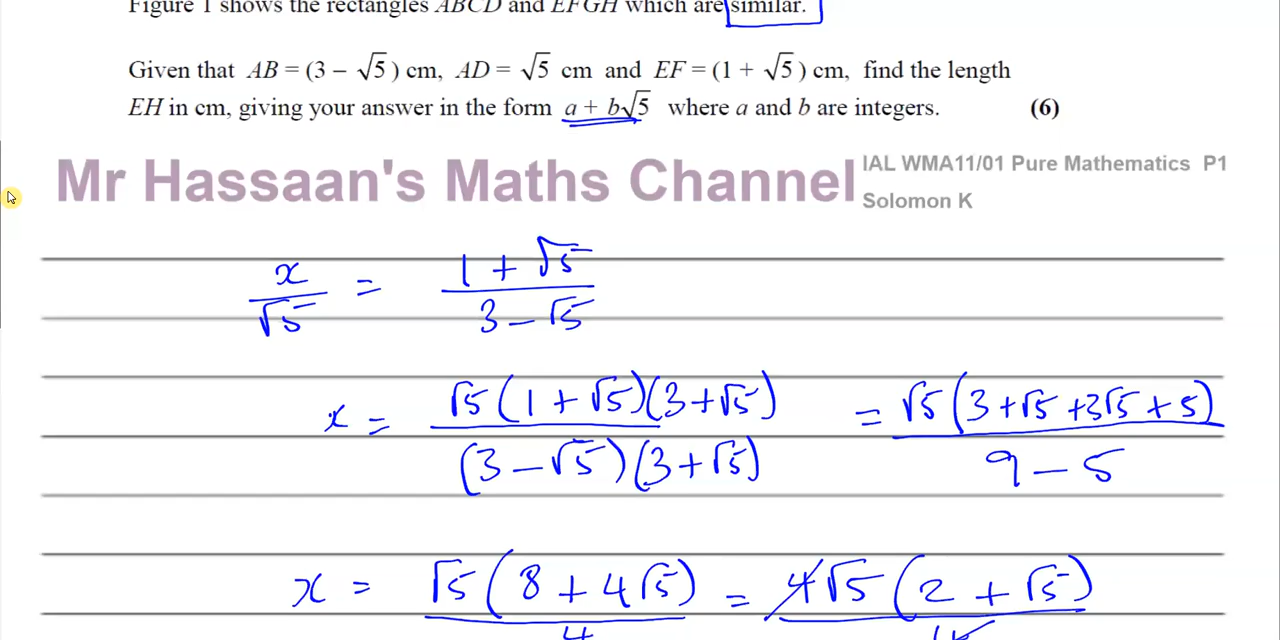 Figure 1 shows the rectangles ABCD and EFGH which are similar.
Given that AB = (3 − √5) cm, AD = √5 cm and EF = (1 + √5) cm, find the length
EH in cm, giving your answer in the form a + b√5 where a and b are integers. (6)
Mr Hassaan's Maths Channel
IAL WMA11/01 Pure Mathematics P1
Solomon K
x/√5 = (1 + √5)/(3 − √5)
x = √5(1 + √5)(3 + √5)/(3 − √5)(3 + √5) = √5(3 + √5 + 3√5 + 5)/9 − 5
x = √5(8 + 4√5)/4 = 4√5(2 + √5)/4